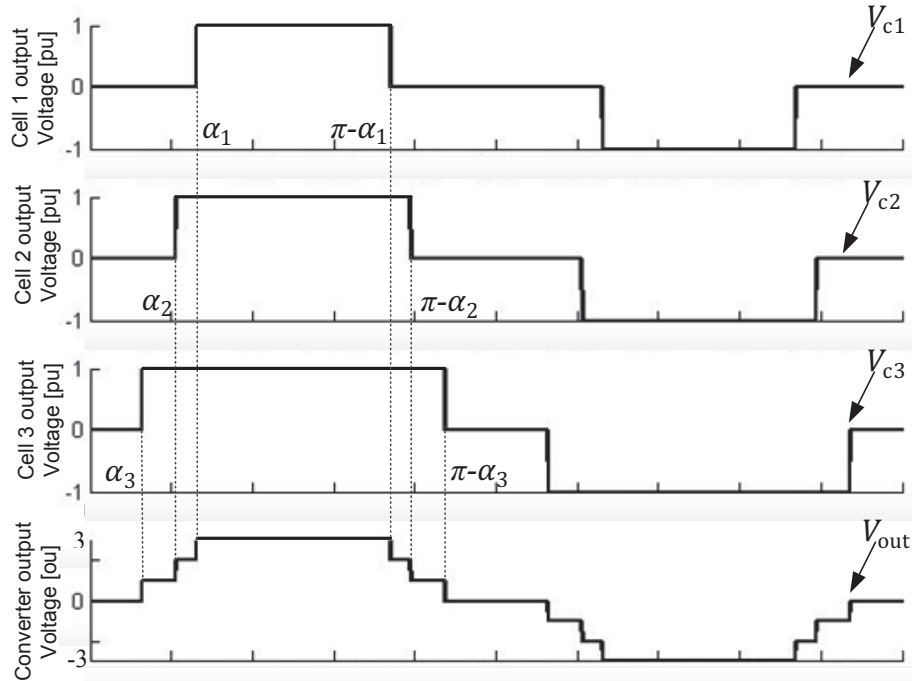 Cell 1 output
Voltage [pu]
1
0
-1
α1
π-α1
Vc1
Cell 2 output
Voltage [pu]
1
0
-1
α2
π-α2
Vc2
Cell 3 output
Voltage [pu]
1
0
-1
α3
π-α3
Vc3
Converter output
Voltage [ou]
3
0
-3
Vout